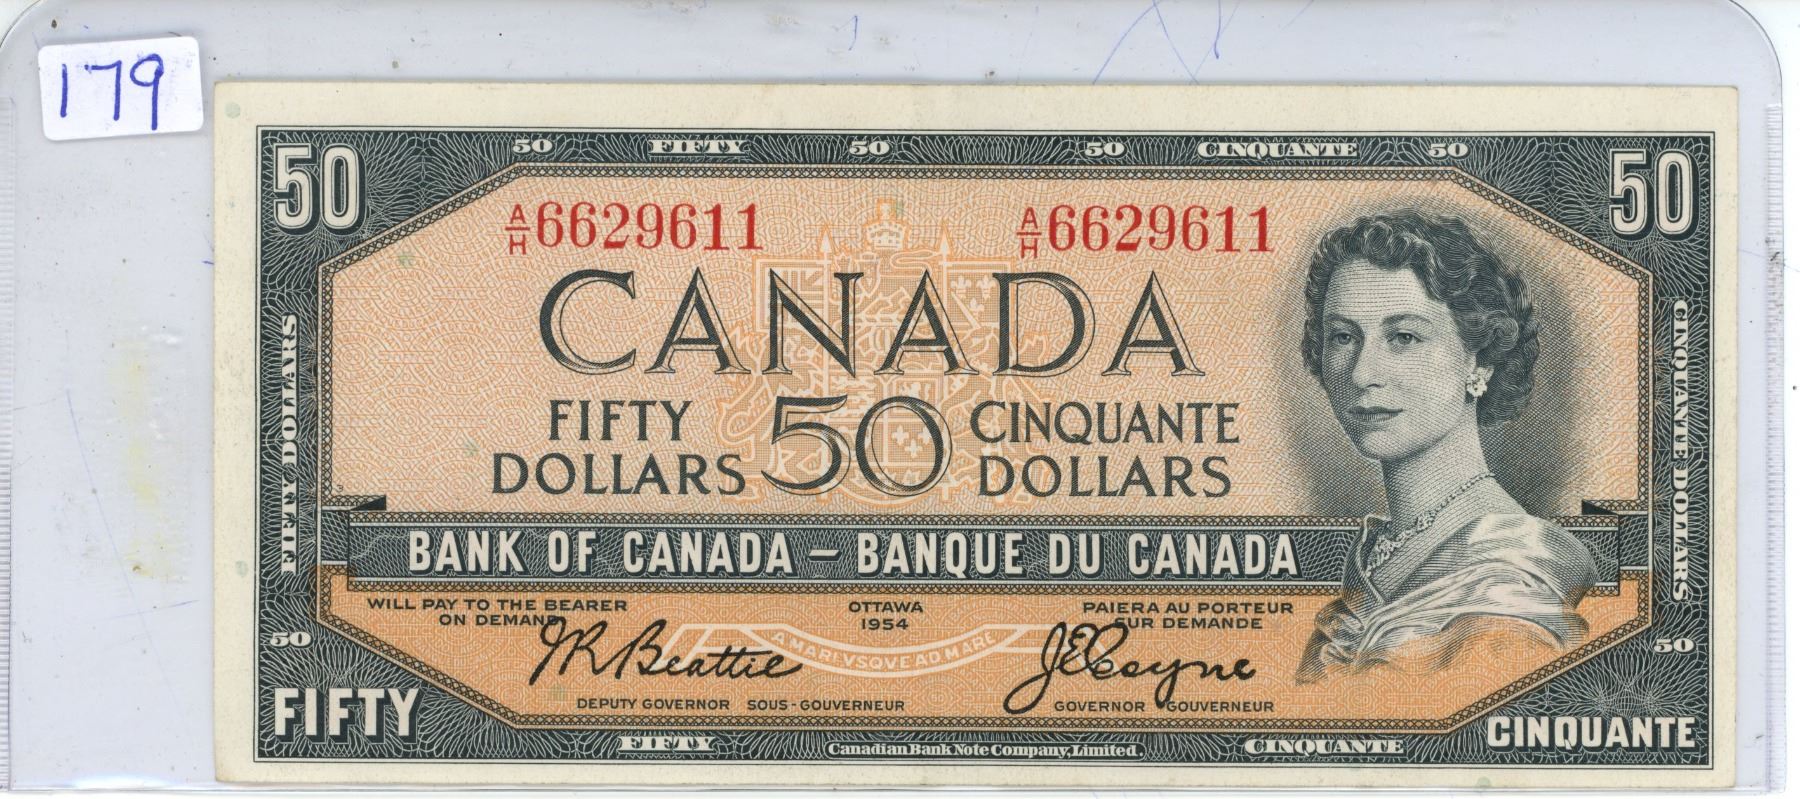 179
50 FIFTY 50 50 CINQUANTE 50
50 50
A/H 6629611 A/H 6629611
CANADA
FIFTY 50 CINQUANTE
DOLLARS DOLLARS
FIFTY DOLLARS
CINQUANTE DOLLARS
BANK OF CANADA – BANQUE DU CANADA
WILL PAY TO THE BEARER OTTAWA PAIERA AU PORTEUR
ON DEMAND 1954 SUR DEMANDE
50 50
A MARI VSQVE AD MARE
JRBeattie JECoyne
DEPUTY GOVERNOR SOUS-GOUVERNEUR GOVERNOR GOUVERNEUR
FIFTY CINQUANTE
FIFTY Canadian Bank Note Company, Limited. CINQUANTE